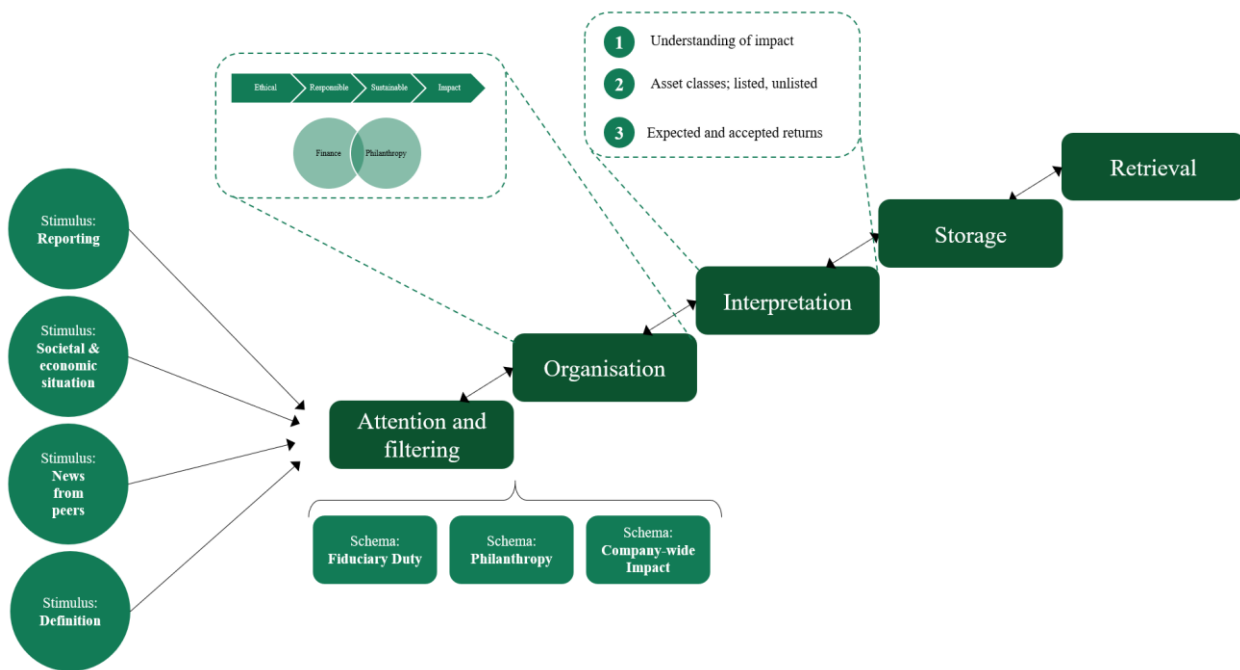 Ethical
Responsible
Sustainable
Impact
Finance
Philanthropy
1
Understanding of impact
2
Asset classes; listed, unlisted
3
Expected and accepted returns
Stimulus:
Reporting
Stimulus:
Societal &
economic
situation
Stimulus:
News
from
peers
Stimulus:
Definition
Attention and
filtering
Organisation
Interpretation
Storage
Retrieval
Schema:
Fiduciary Duty
Schema:
Philanthropy
Schema:
Company-wide
Impact